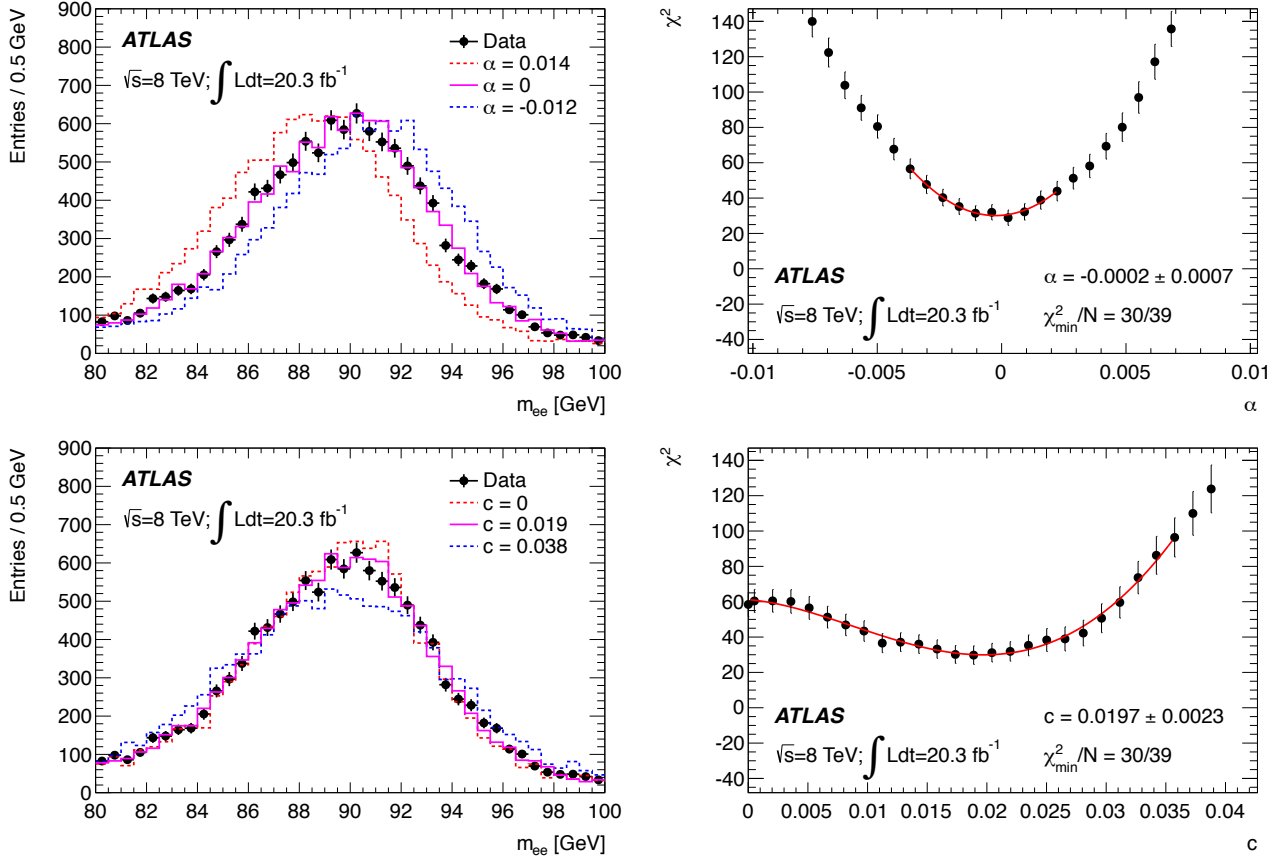 Entries / 0.5 GeV
900
800
700
600
500
400
300
200
100
0
ATLAS
√s=8 TeV; ∫ Ldt=20.3 fb⁻¹
Data
α = 0.014
α = 0
α = -0.012
80 82 84 86 88 90 92 94 96 98 100
m_ee [GeV]
χ²
140
120
100
80
60
40
20
0
-20
-40
ATLAS
α = -0.0002 ± 0.0007
√s=8 TeV; ∫ Ldt=20.3 fb⁻¹
χ²_min/N = 30/39
-0.01 -0.005 0 0.005 0.01
α
Entries / 0.5 GeV
900
800
700
600
500
400
300
200
100
0
ATLAS
√s=8 TeV; ∫ Ldt=20.3 fb⁻¹
Data
c = 0
c = 0.019
c = 0.038
80 82 84 86 88 90 92 94 96 98 100
m_ee [GeV]
χ²
140
120
100
80
60
40
20
0
-20
-40
ATLAS
c = 0.0197 ± 0.0023
√s=8 TeV; ∫ Ldt=20.3 fb⁻¹
χ²_min/N = 30/39
0 0.005 0.01 0.015 0.02 0.025 0.03 0.035 0.04
c